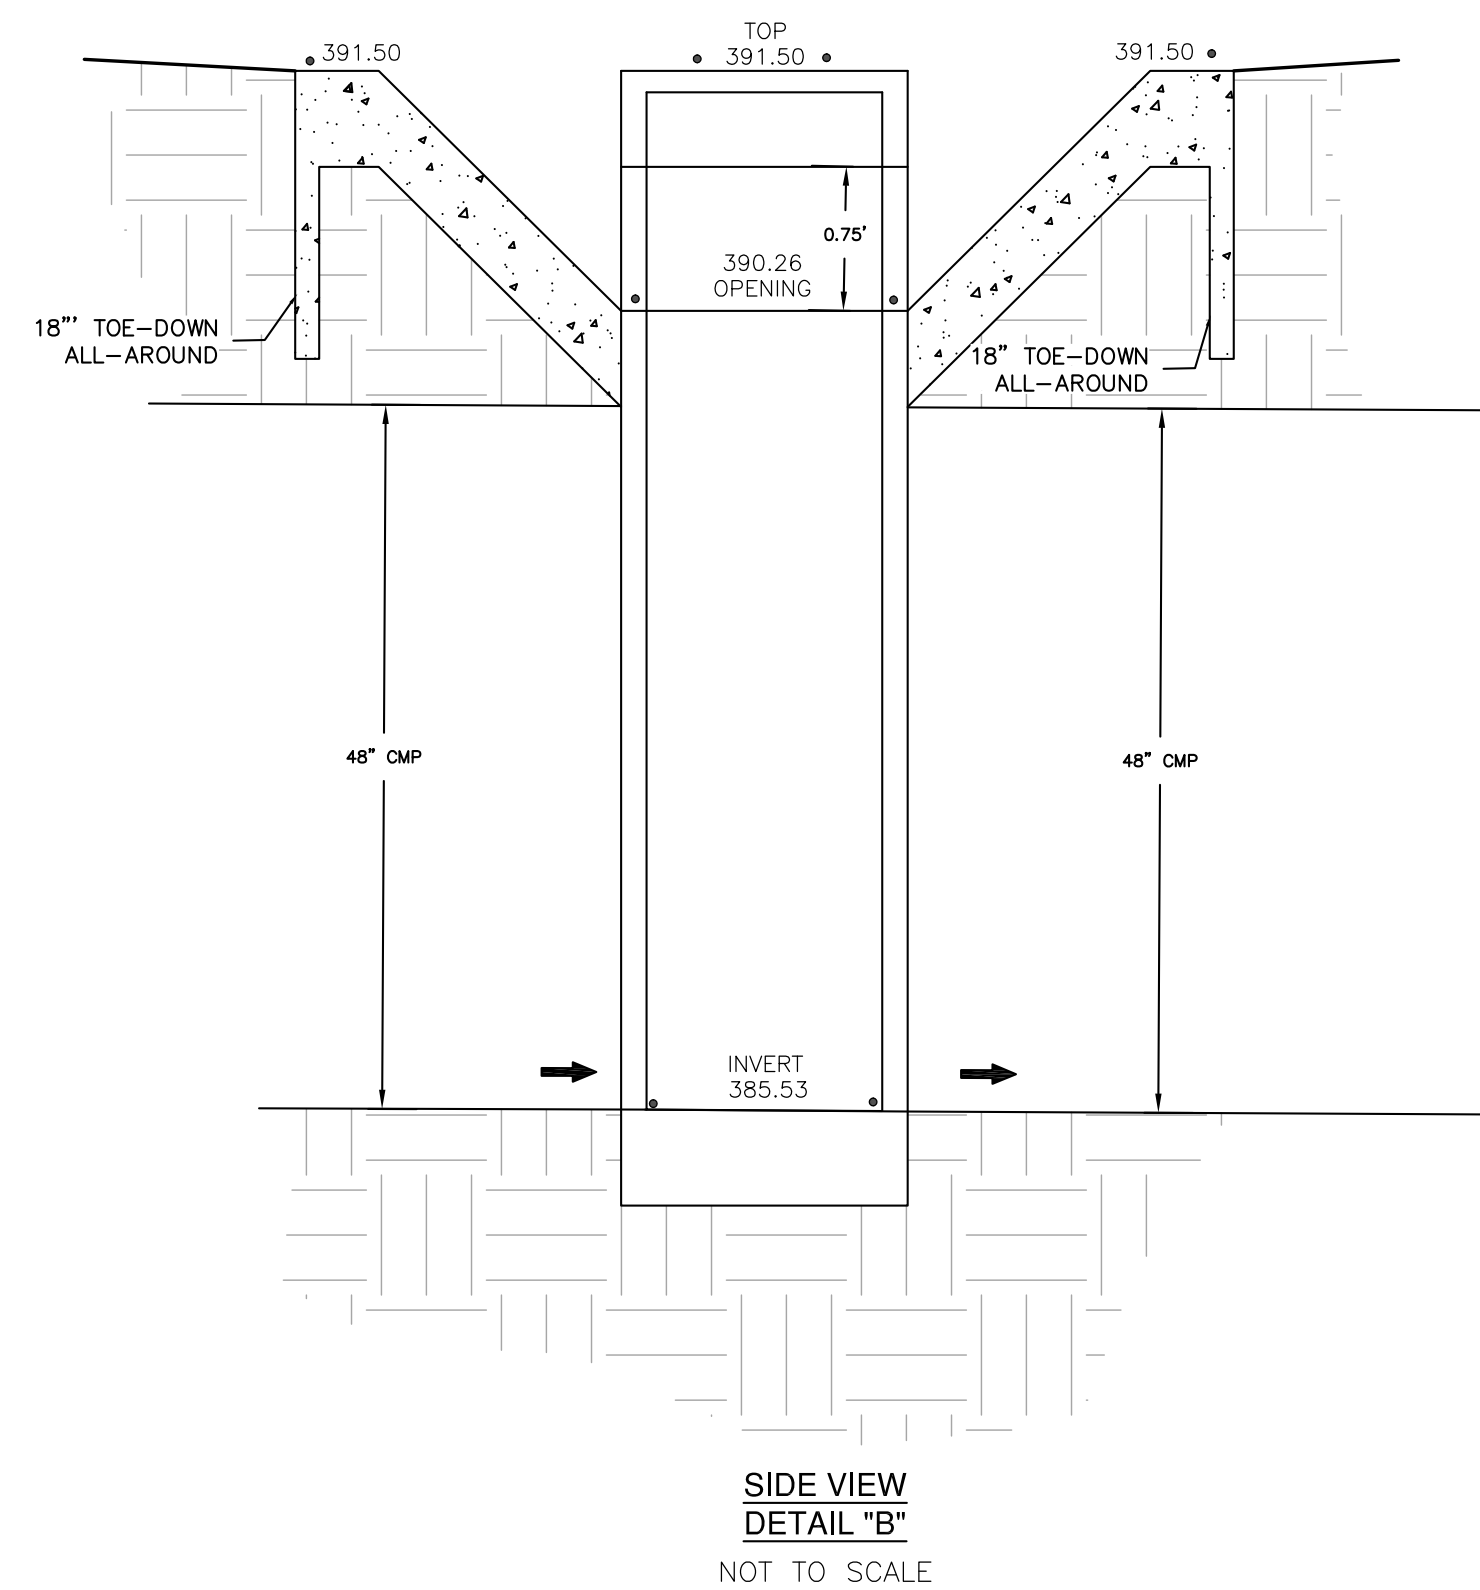 TOP
391.50
391.50
391.50
0.75'
390.26
OPENING
18"' TOE-DOWN
ALL-AROUND
18" TOE-DOWN
ALL-AROUND
48" CMP
48" CMP
INVERT
385.53
SIDE VIEW
DETAIL "B"
NOT TO SCALE